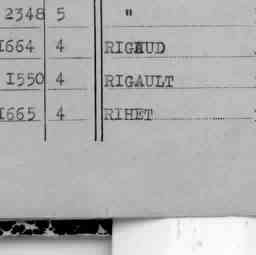 2348 5 "
I664 4 RIGAUD
I550 4 RIGAULT
I665 4 RIHET